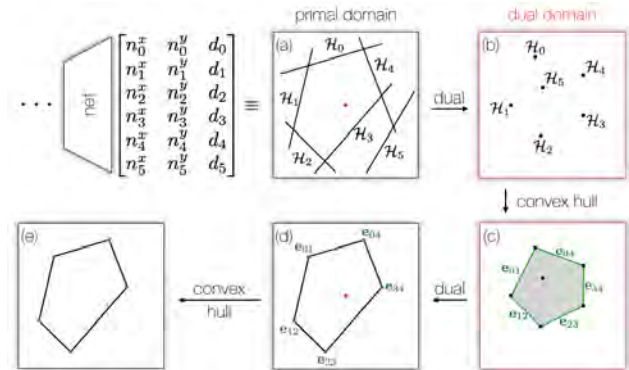 primal domain
dual domain
(a)
(b)
net
n_0^x n_0^y d_0
n_1^x n_1^y d_1
n_2^x n_2^y d_2
n_3^x n_3^y d_3
n_4^x n_4^y d_4
n_5^x n_5^y d_5
≡
ℋ_0
ℋ_4
ℋ_1
ℋ_3
ℋ_2
ℋ_5
dual
ℋ_0
ℋ_4
ℋ_5
ℋ_1
ℋ_3
ℋ_2
convex hull
(e)
(d)
(c)
e_01
e_04
e_34
e_12
e_23
convex
hull
dual
e_04
e_01
e_34
e_12
e_23